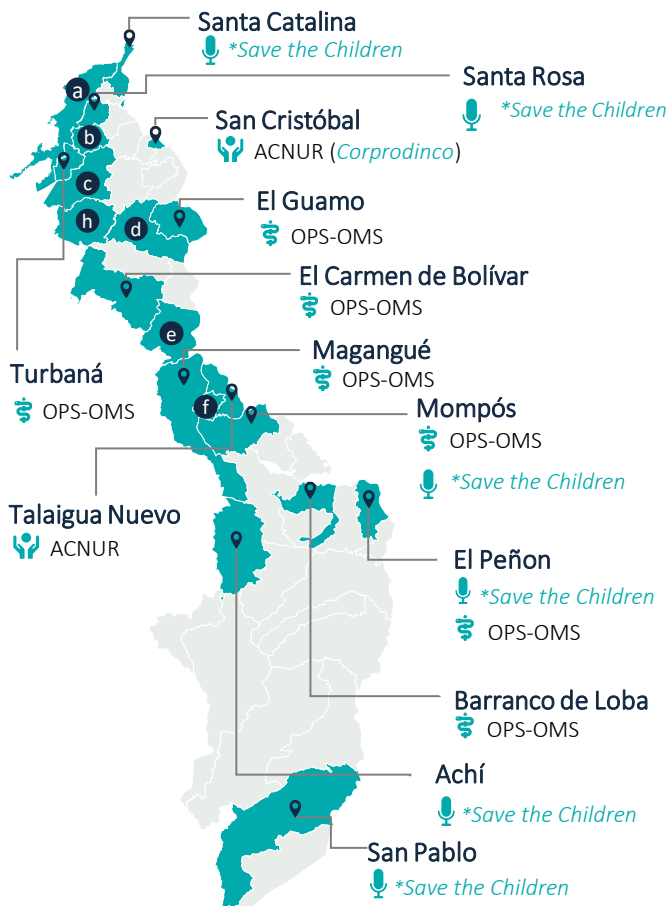 Santa Catalina
*Save the Children
Santa Rosa
*Save the Children
a
San Cristóbal
ACNUR (Corprodinco)
b
c
El Guamo
OPS-OMS
h
d
El Carmen de Bolívar
OPS-OMS
e
Magangué
OPS-OMS
Turbaná
OPS-OMS
f
Mompós
OPS-OMS
*Save the Children
Talaigua Nuevo
ACNUR
El Peñon
*Save the Children
OPS-OMS
Barranco de Loba
OPS-OMS
Achí
*Save the Children
San Pablo
*Save the Children